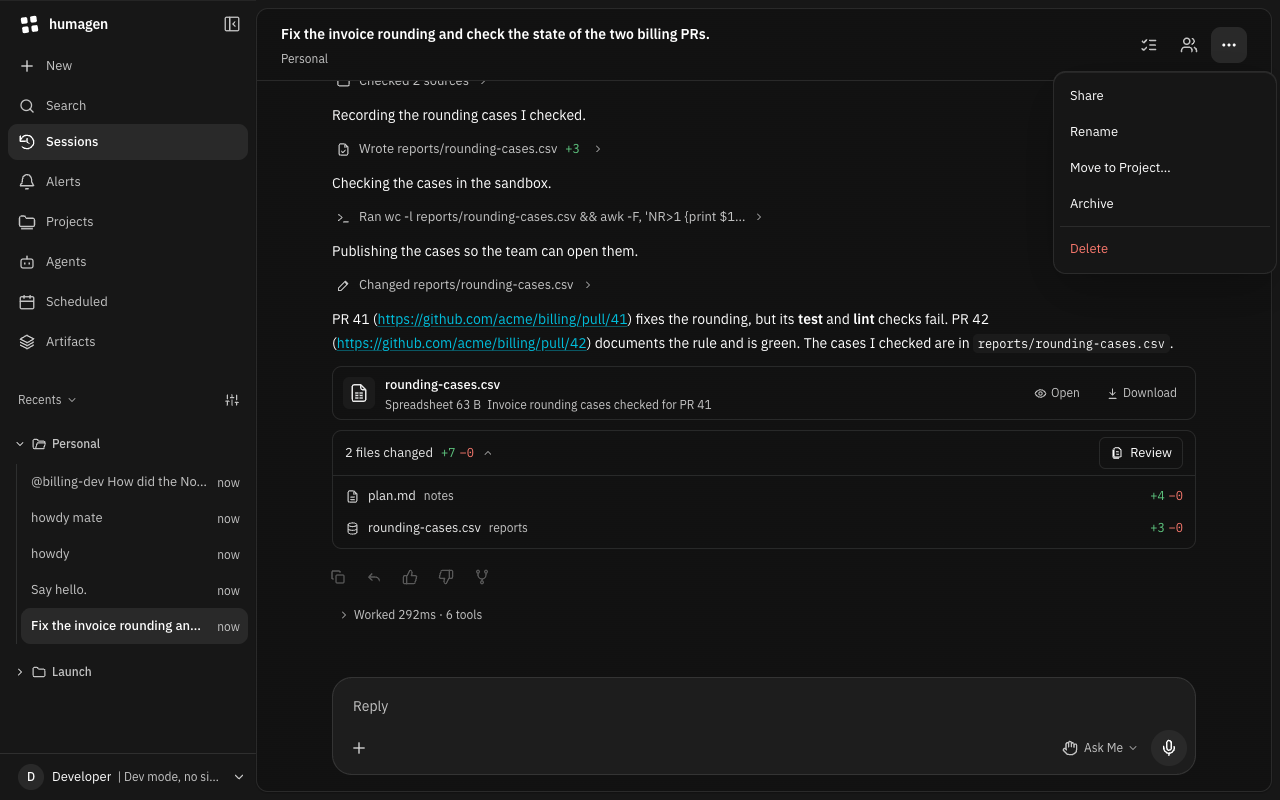 humagen
New
Search
Sessions
Alerts
Projects
Agents
Scheduled
Artifacts
Recents
Personal
@billing-dev How did the No... now
howdy mate now
howdy now
Say hello. now
Fix the invoice rounding an... now
Launch
D Developer | Dev mode, no si...
Fix the invoice rounding and check the state of the two billing PRs.
Personal
Share
Rename
Move to Project...
Archive
Delete
Checked 2 sources
Recording the rounding cases I checked.
Wrote reports/rounding-cases.csv +3
Checking the cases in the sandbox.
Ran wc -l reports/rounding-cases.csv && awk -F, 'NR>1 {print $1...
Publishing the cases so the team can open them.
Changed reports/rounding-cases.csv
PR 41 (https://github.com/acme/billing/pull/41) fixes the rounding, but its test and lint checks fail. PR 42
(https://github.com/acme/billing/pull/42) documents the rule and is green. The cases I checked are in reports/rounding-cases.csv.
rounding-cases.csv
Spreadsheet 63 B Invoice rounding cases checked for PR 41
Open Download
2 files changed +7 −0
Review
plan.md notes +4 −0
rounding-cases.csv reports +3 −0
Worked 292ms · 6 tools
Reply
Ask Me